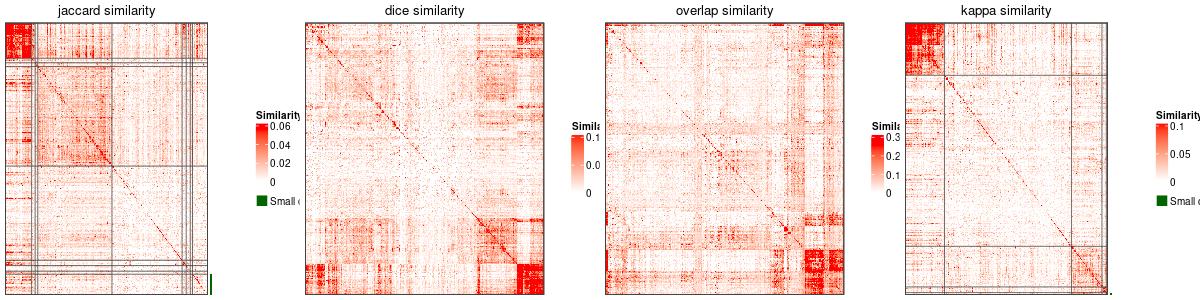 jaccard similarity
dice similarity
overlap similarity
kappa similarity
Similarity
0.06
0.04
0.02
0
Small
Simila
0.1
0.0
0
Simila
0.3
0.2
0.1
0
Similarity
0.1
0.05
0
Small